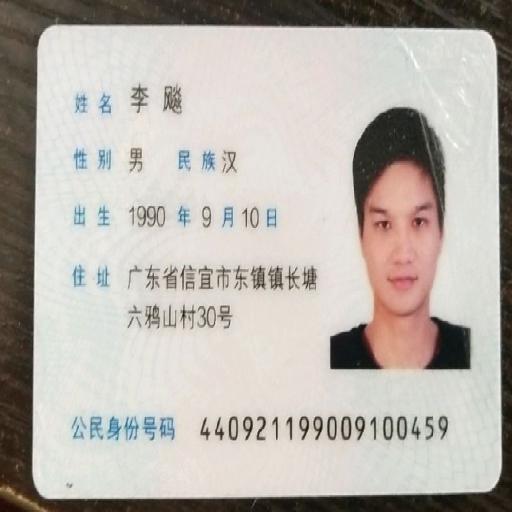 姓名 李飚
性别 男 民族 汉
出生 1990 年 9 月 10 日
住址 广东省信宜市东镇镇长塘
六鸦山村30号
公民身份号码 440921199009100459